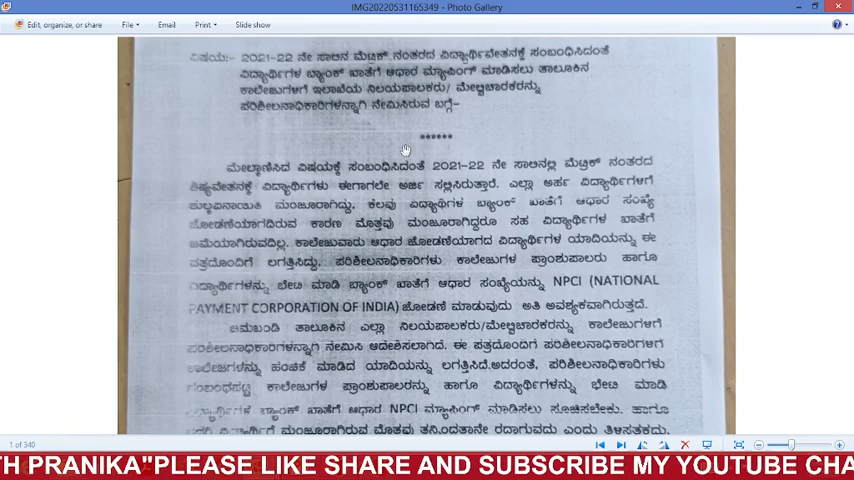 IMG20220531165349 - Photo Gallery
Edit, organize, or share File Email Print Slide show
ವಿಷಯ:- 2021-22 ನೇ ಸಾಲಿನ ಮೆಟ್ರಿಕ್ ನಂತರದ ವಿದ್ಯಾರ್ಥಿವೇತನಕ್ಕೆ ಸಂಬಂಧಿಸಿದಂತೆ
ವಿದ್ಯಾರ್ಥಿಗಳ ಬ್ಯಾಂಕ್ ಖಾತೆಗೆ ಆಧಾರ ಮ್ಯಾಪಿಂಗ್ ಮಾಡಿಸಲು ತಾಲೂಕಿನ
ಕಾಲೇಜುಗಳಿಗೆ ಇಲಾಖೆಯ ನಿಲಯಪಾಲಕರು/ ಮೇಲ್ವಿಚಾರಕರನ್ನು
ಪರಿಶೀಲನಾಧಿಕಾರಿಗಳನ್ನಾಗಿ ನೇಮಿಸಿರುವ ಬಗ್ಗೆ-
******
ಮೇಲ್ಕಾಣಿಸಿದ ವಿಷಯಕ್ಕೆ ಸಂಬಂಧಿಸಿದಂತೆ 2021-22 ನೇ ಸಾಲಿನಲ್ಲಿ ಮೆಟ್ರಿಕ್ ನಂತರದ
ಶಿಷ್ಯವೇತನಕ್ಕೆ ವಿದ್ಯಾರ್ಥಿಗಳು ಈಗಾಗಲೇ ಅರ್ಜಿ ಸಲ್ಲಿಸಿರುತ್ತಾರೆ. ಎಲ್ಲಾ ಅರ್ಹ ವಿದ್ಯಾರ್ಥಿಗಳಿಗೆ
ಶುಲ್ಕವಿನಾಯಿತಿ ಮಂಜೂರಾಗಿದ್ದು, ಕೆಲವು ವಿದ್ಯಾರ್ಥಿಗಳ ಬ್ಯಾಂಕ್ ಖಾತೆಗೆ ಆಧಾರ ಸಂಖ್ಯೆ
ಜೋಡಣೆಯಾಗದಿರುವ ಕಾರಣ ಮೊತ್ತವು ಮಂಜೂರಾಗಿದ್ದರೂ ಸಹ ವಿದ್ಯಾರ್ಥಿಗಳ ಖಾತೆಗೆ
ಜಮೆಯಾಗಿರುವದಿಲ್ಲ. ಕಾಲೇಜುವಾರು ಆಧಾರ ಜೋಡಣೆಯಾಗದ ವಿದ್ಯಾರ್ಥಿಗಳ ಯಾದಿಯನ್ನು ಈ
ಪತ್ರದೊಂದಿಗೆ ಲಗತ್ತಿಸಿದ್ದು, ಪರಿಶೀಲನಾಧಿಕಾರಿಗಳು ಕಾಲೇಜುಗಳ ಪ್ರಾಂಶುಪಾಲರು ಹಾಗೂ
ವಿದ್ಯಾರ್ಥಿಗಳನ್ನು ಭೇಟಿ ಮಾಡಿ ಬ್ಯಾಂಕ್ ಖಾತೆಗೆ ಆಧಾರ ಸಂಖ್ಯೆಯನ್ನು NPCI (NATIONAL
PAYMENT CORPORATION OF INDIA) ಜೋಡಣೆ ಮಾಡುವುದು ಅತಿ ಅವಶ್ಯಕವಾಗಿರುತ್ತದೆ.
ಜಮಖಂಡಿ ತಾಲೂಕಿನ ಎಲ್ಲಾ ನಿಲಯಪಾಲಕರು/ಮೇಲ್ವಿಚಾರಕರನ್ನು ಕಾಲೇಜುಗಳಿಗೆ
ಪರಿಶೀಲನಾಧಿಕಾರಿಗಳನ್ನಾಗಿ ನೇಮಿಸಿ ಆದೇಶಿಸಲಾಗಿದೆ. ಈ ಪತ್ರದೊಂದಿಗೆ ಪರಿಶೀಲನಾಧಿಕಾರಿಗಳಿಗೆ
ಕಾಲೇಜುಗಳನ್ನು ಹಂಚಿಕೆ ಮಾಡಿದ ಯಾದಿಯನ್ನು ಲಗತ್ತಿಸಿದೆ.ಅದರಂತೆ, ಪರಿಶೀಲನಾಧಿಕಾರಿಗಳು
ಸಂಬಂಧಪಟ್ಟ ಕಾಲೇಜುಗಳ ಪ್ರಾಂಶುಪಾಲರನ್ನು ಹಾಗೂ ವಿದ್ಯಾರ್ಥಿಗಳನ್ನು ಭೇಟಿ ಮಾಡಿ
ವಿದ್ಯಾರ್ಥಿಗಳ ಬ್ಯಾಂಕ್ ಖಾತೆಗೆ ಆಧಾರ NPCI ಮ್ಯಾಪಿಂಗ್ ಮಾಡಿಸಲು ಸೂಚಿಸಬೇಕು. ಹಾಗೂ
ವಿದ್ಯಾರ್ಥಿಗಳಿಗೆ ಮಂಜೂರಾಗಿರುವ ಮೊತ್ತವು ತನ್ನಿಂದತಾನೇ ರದ್ದಾಗುವದು ಎಂದು ತಿಳಿಸತಕ್ಕದು.
1 of 340
TH PRANIKA"PLEASE LIKE SHARE AND SUBSCRIBE MY YOUTUBE CHA